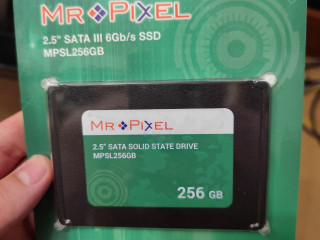 MR PIXEL
2.5" SATA III 6Gb/s SSD
MPSL256GB
MR PIXEL
2.5" SATA SOLID STATE DRIVE
MPSL256GB
256 GB